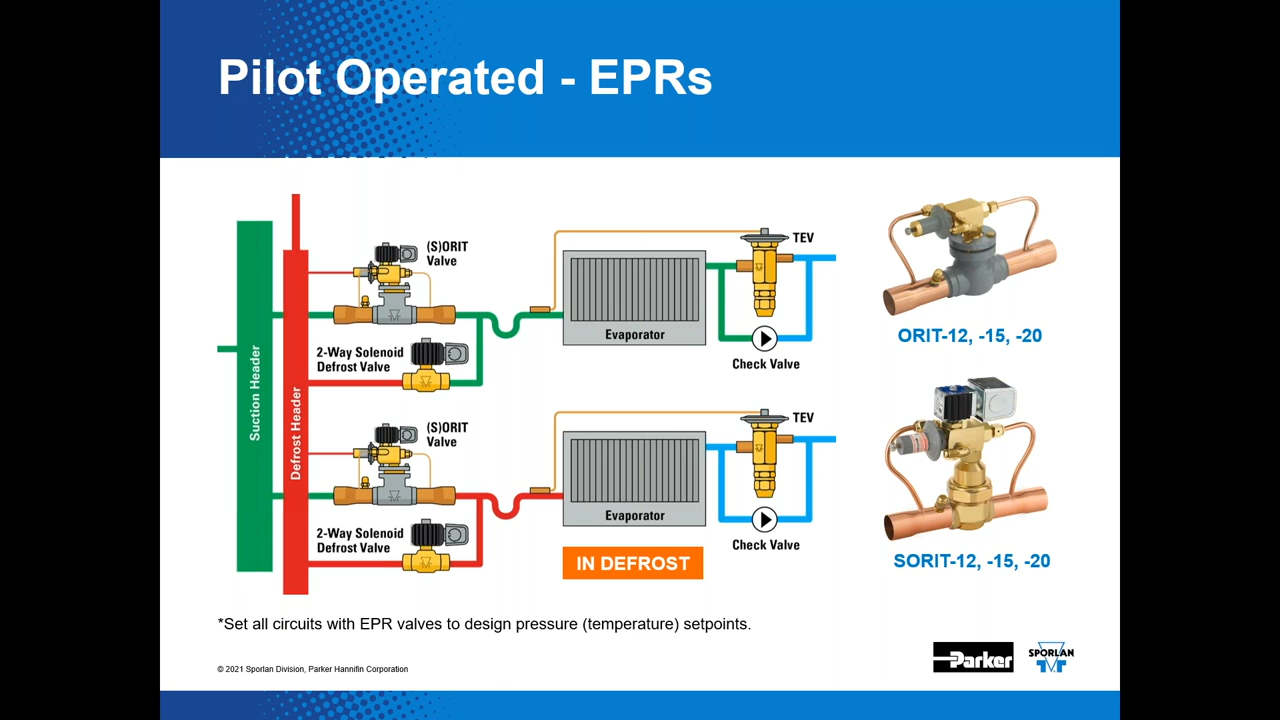 Pilot Operated - EPRs
(S)ORIT
Valve
TEV
Evaporator
2-Way Solenoid
Defrost Valve
Check Valve
ORIT-12, -15, -20
Suction Header
Defrost Header
(S)ORIT
Valve
TEV
Evaporator
2-Way Solenoid
Defrost Valve
Check Valve
IN DEFROST
SORIT-12, -15, -20
*Set all circuits with EPR valves to design pressure (temperature) setpoints.
© 2021 Sporlan Division, Parker Hannifin Corporation
Parker
SPORLAN